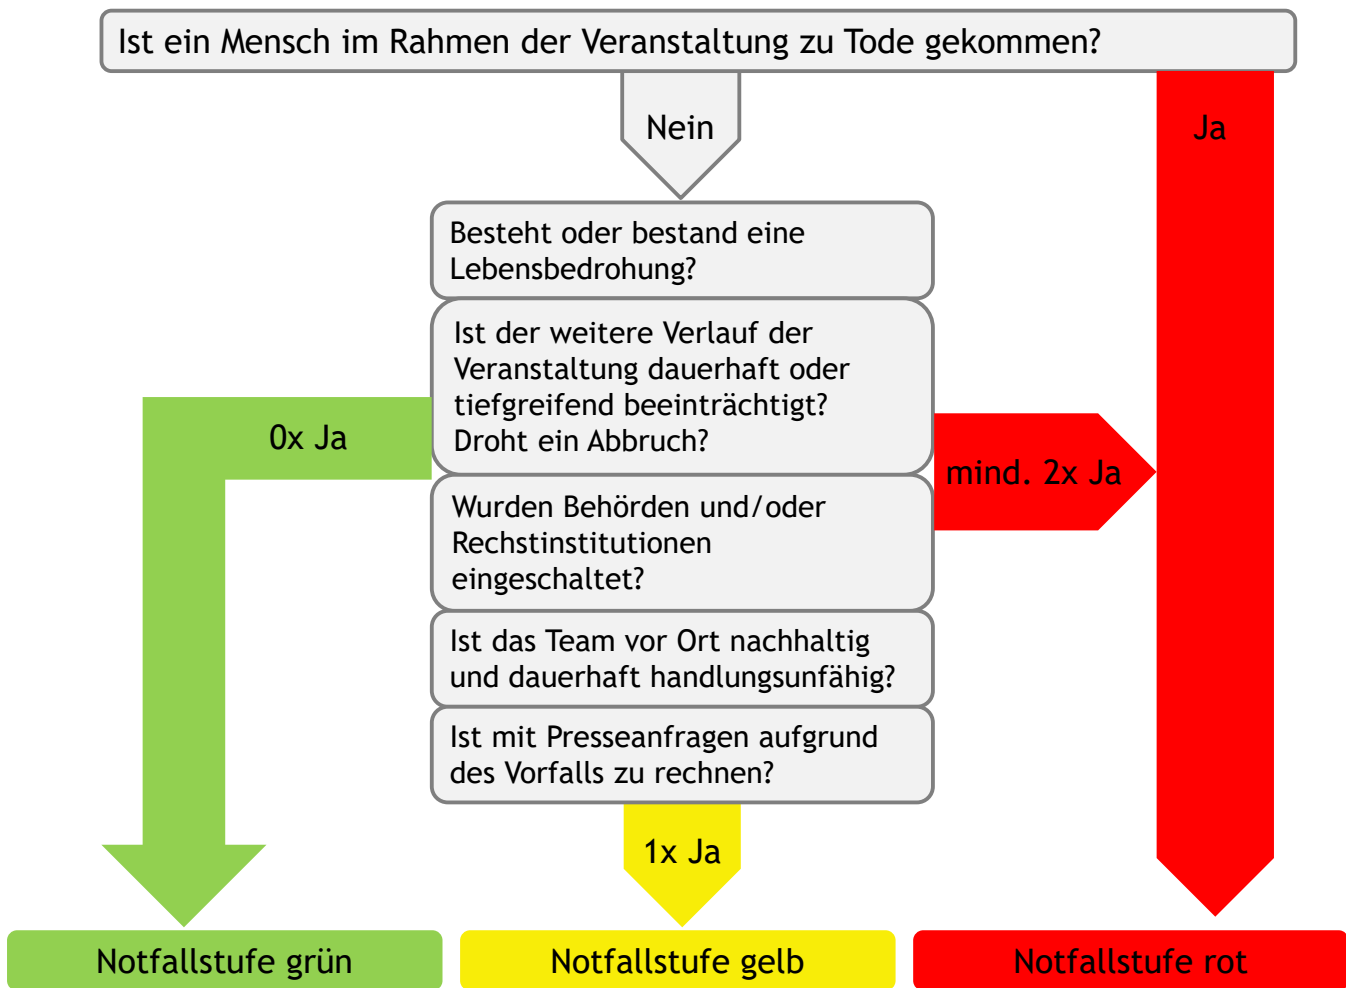 Ist ein Mensch im Rahmen der Veranstaltung zu Tode gekommen?
Nein
Ja
Besteht oder bestand eine
Lebensbedrohung?
Ist der weitere Verlauf der
Veranstaltung dauerhaft oder
tiefgreifend beeinträchtigt?
Droht ein Abbruch?
0x Ja
mind. 2x Ja
Wurden Behörden und/oder
Rechstinstitutionen
eingeschaltet?
Ist das Team vor Ort nachhaltig
und dauerhaft handlungsunfähig?
Ist mit Presseanfragen aufgrund
des Vorfalls zu rechnen?
1x Ja
Notfallstufe grün
Notfallstufe gelb
Notfallstufe rot